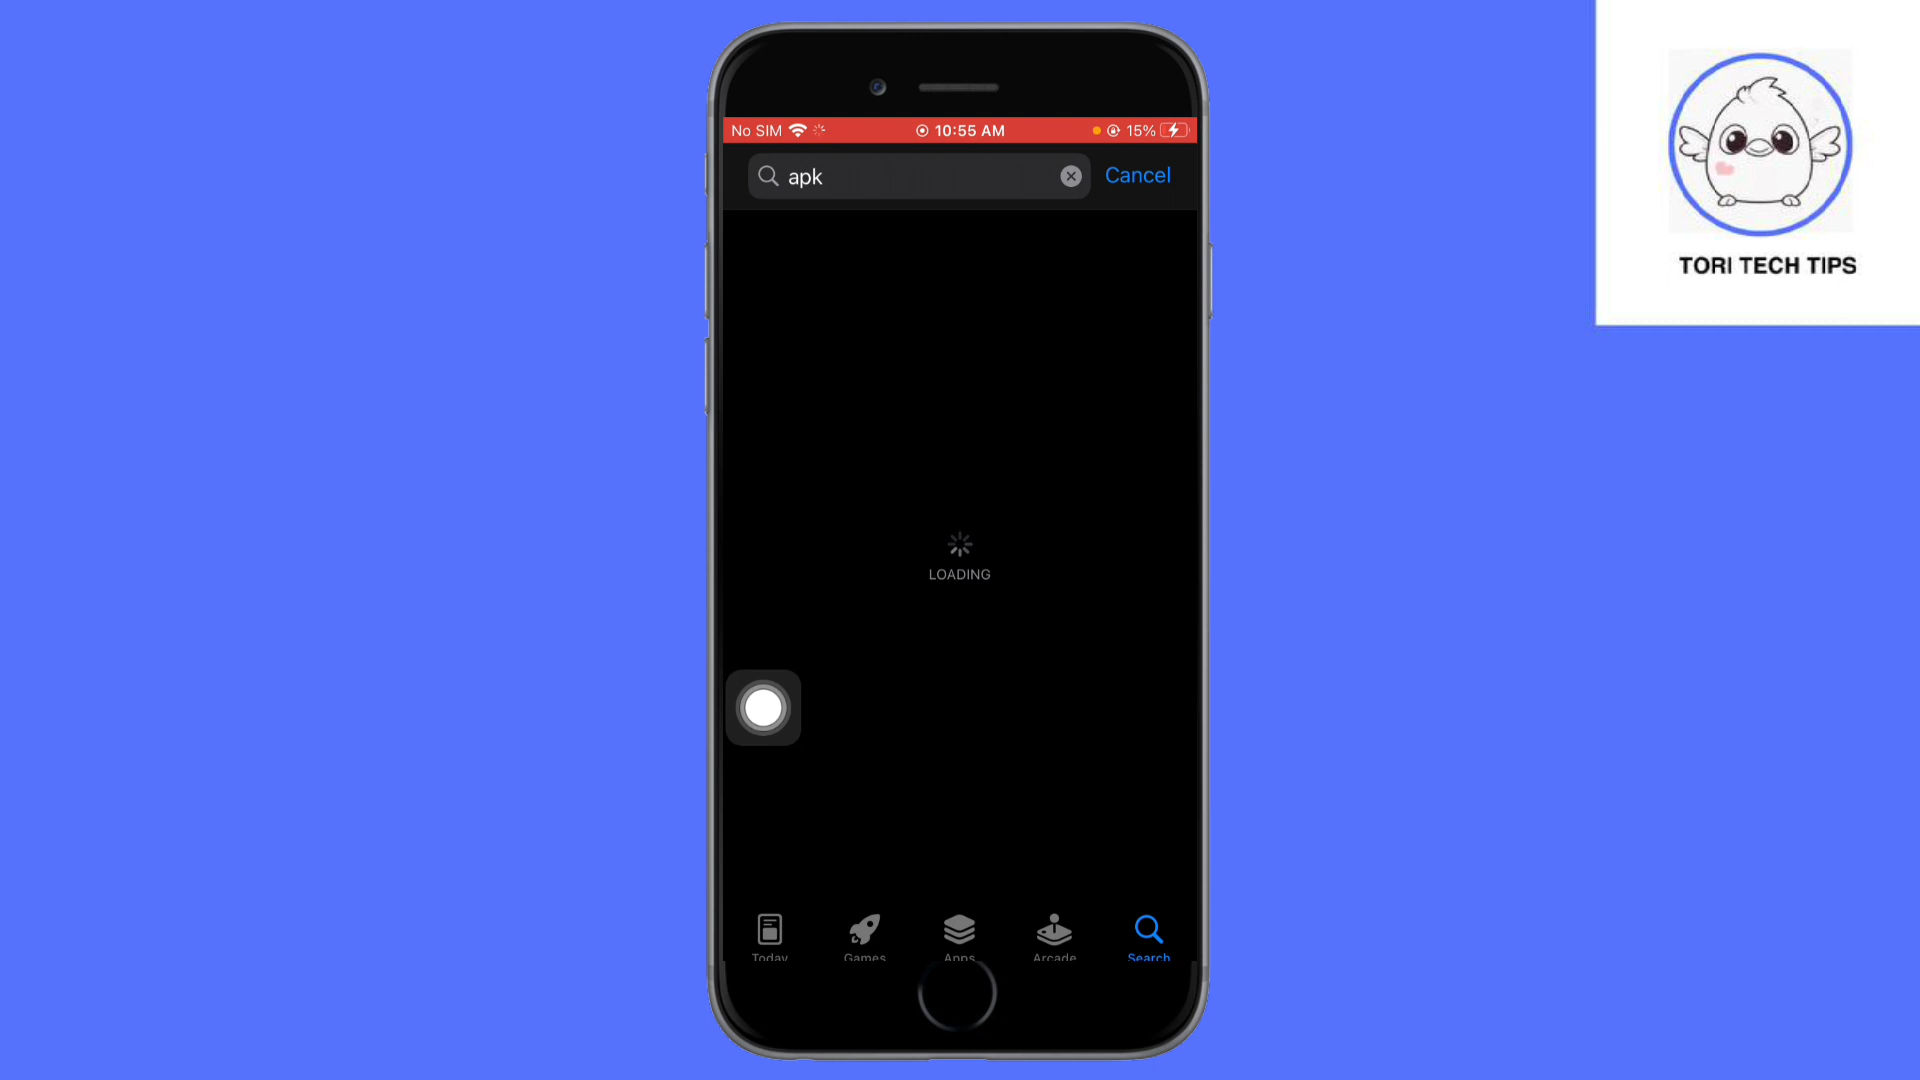 No SIM 10:55 AM 15%
apk Cancel
LOADING
Today Games Apps Arcade Search
TORI TECH TIPS